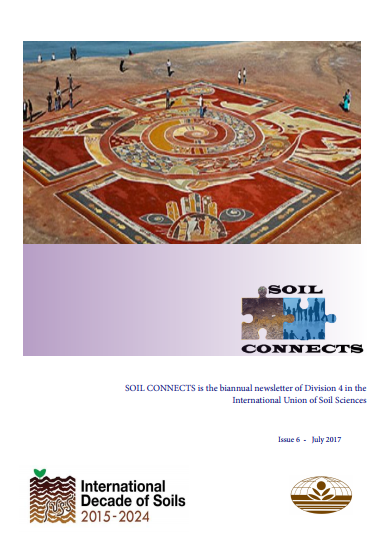 SOIL
CONNECTS
SOIL CONNECTS is the biannual newsletter of Division 4 in the
International Union of Soil Sciences
Issue 6 - July 2017
International
Decade of Soils
2015-2024